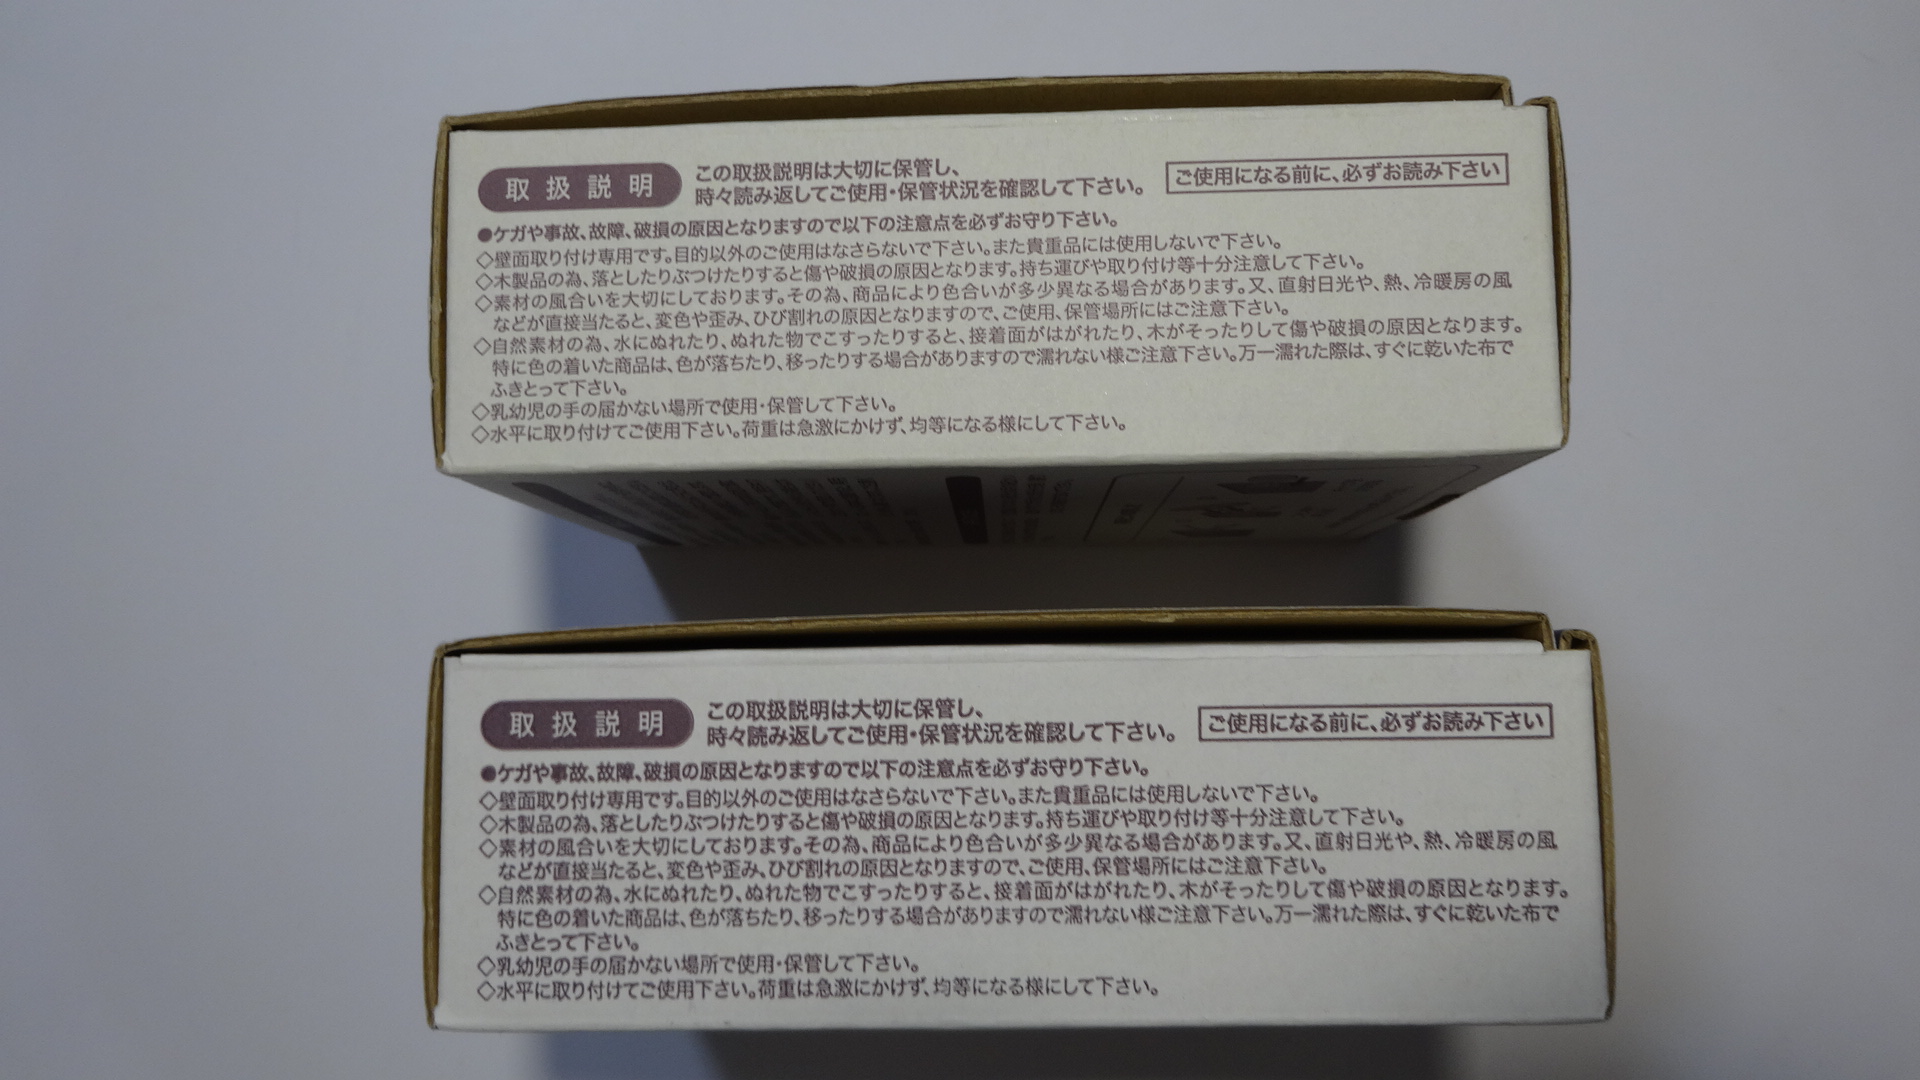 取扱説明
この取扱説明は大切に保管し、
時々読み返してご使用・保管状況を確認して下さい。
ご使用になる前に、必ずお読み下さい
●ケガや事故、故障、破損の原因となりますので以下の注意点を必ずお守り下さい。
◇壁面取り付け専用です。目的以外のご使用はなさらないで下さい。また貴重品には使用しないで下さい。
◇木製品の為、落としたりぶつけたりすると傷や破損の原因となります。持ち運びや取り付け等十分注意して下さい。
◇素材の風合いを大切にしております。その為、商品により色合いが多少異なる場合があります。又、直射日光や、熱、冷暖房の風
などが直接当たると、変色や歪み、ひび割れの原因となりますので、ご使用、保管場所にはご注意下さい。
◇自然素材の為、水にぬれたり、ぬれた物でこすったりすると、接着面がはがれたり、木がそったりして傷や破損の原因となります。
特に色の着いた商品は、色が落ちたり、移ったりする場合がありますので濡れない様ご注意下さい。万一濡れた際は、すぐに乾いた布で
ふきとって下さい。
◇乳幼児の手の届かない場所で使用・保管して下さい。
◇水平に取り付けてご使用下さい。荷重は急激にかけず、均等になる様にして下さい。
取扱説明
この取扱説明は大切に保管し、
時々読み返してご使用・保管状況を確認して下さい。
ご使用になる前に、必ずお読み下さい
●ケガや事故、故障、破損の原因となりますので以下の注意点を必ずお守り下さい。
◇壁面取り付け専用です。目的以外のご使用はなさらないで下さい。また貴重品には使用しないで下さい。
◇木製品の為、落としたりぶつけたりすると傷や破損の原因となります。持ち運びや取り付け等十分注意して下さい。
◇素材の風合いを大切にしております。その為、商品により色合いが多少異なる場合があります。又、直射日光や、熱、冷暖房の風
などが直接当たると、変色や歪み、ひび割れの原因となりますので、ご使用、保管場所にはご注意下さい。
◇自然素材の為、水にぬれたり、ぬれた物でこすったりすると、接着面がはがれたり、木がそったりして傷や破損の原因となります。
特に色の着いた商品は、色が落ちたり、移ったりする場合がありますので濡れない様ご注意下さい。万一濡れた際は、すぐに乾いた布で
ふきとって下さい。
◇乳幼児の手の届かない場所で使用・保管して下さい。
◇水平に取り付けてご使用下さい。荷重は急激にかけず、均等になる様にして下さい。